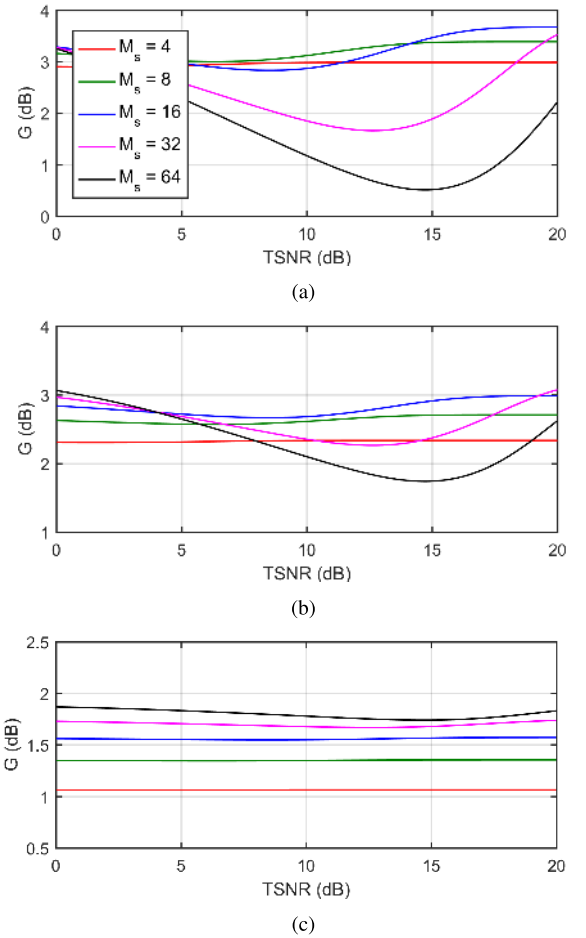 4
3
2
1
0
G (dB)
M_s = 4
M_s = 8
M_s = 16
M_s = 32
M_s = 64
0 5 10 15 20
TSNR (dB)
(a)
4
3
2
1
G (dB)
0 5 10 15 20
TSNR (dB)
(b)
2.5
2
1.5
1
0.5
G (dB)
0 5 10 15 20
TSNR (dB)
(c)